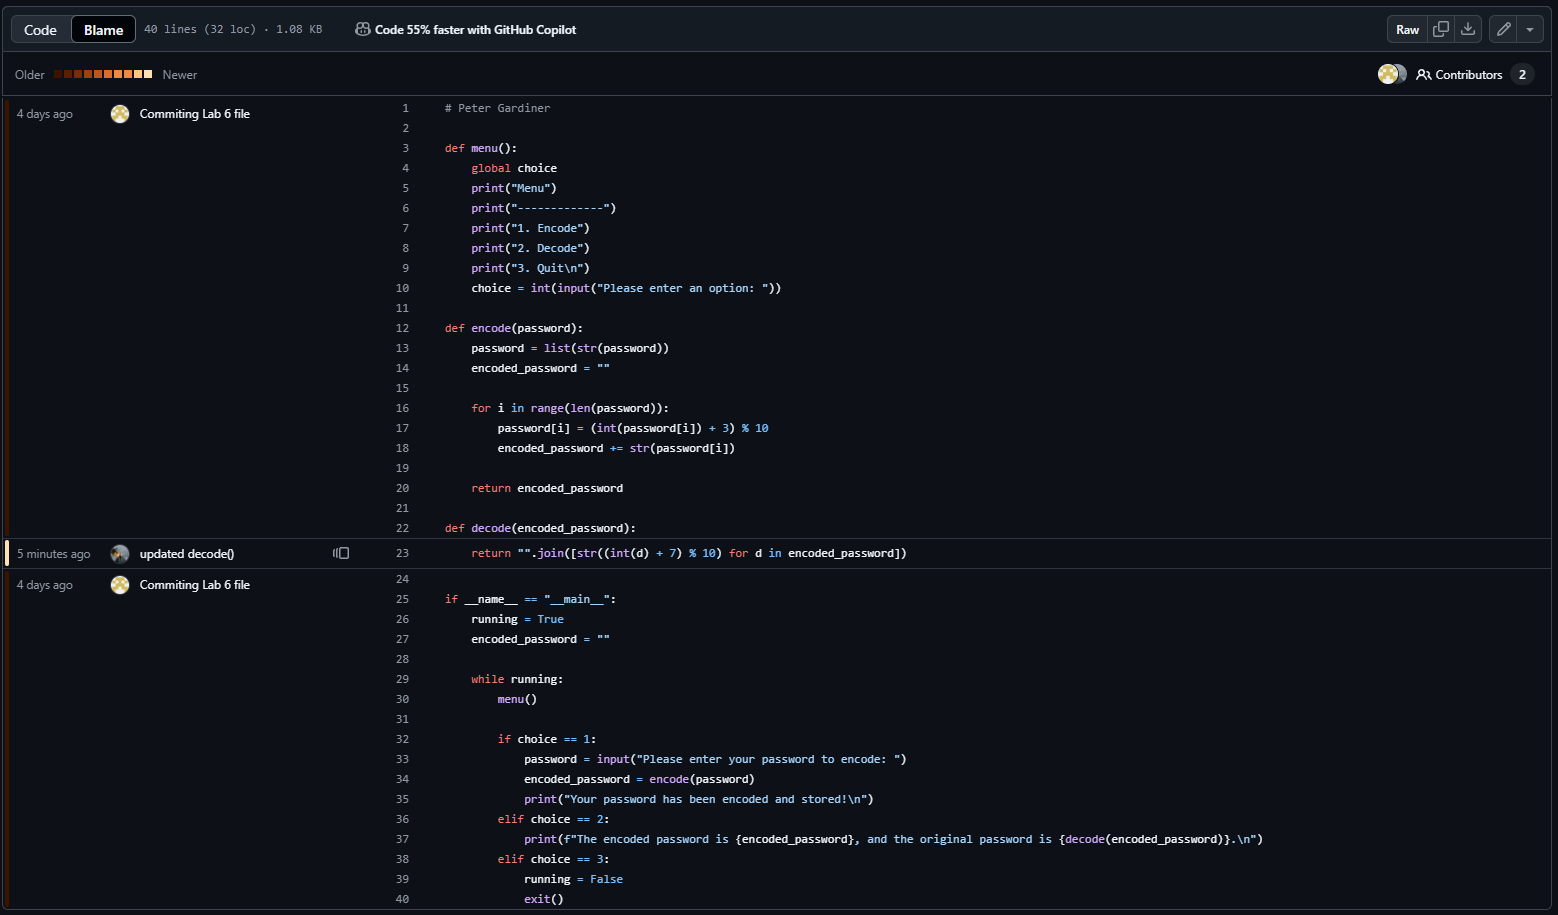 Code Blame 40 lines (32 loc) · 1.08 KB Code 55% faster with GitHub Copilot Raw
Older Newer Contributors 2
4 days ago Commiting Lab 6 file 1 # Peter Gardiner
2
3 def menu():
4     global choice
5     print("Menu")
6     print("-------------")
7     print("1. Encode")
8     print("2. Decode")
9     print("3. Quit\n")
10     choice = int(input("Please enter an option: "))
11
12 def encode(password):
13     password = list(str(password))
14     encoded_password = ""
15
16     for i in range(len(password)):
17         password[i] = (int(password[i]) + 3) % 10
18         encoded_password += str(password[i])
19
20     return encoded_password
21
22 def decode(encoded_password):
5 minutes ago updated decode() 23     return "".join([str((int(d) + 7) % 10) for d in encoded_password])
4 days ago Commiting Lab 6 file 24
25 if __name__ == "__main__":
26     running = True
27     encoded_password = ""
28
29     while running:
30         menu()
31
32         if choice == 1:
33             password = input("Please enter your password to encode: ")
34             encoded_password = encode(password)
35             print("Your password has been encoded and stored!\n")
36         elif choice == 2:
37             print(f"The encoded password is {encoded_password}, and the original password is {decode(encoded_password)}.\n")
38         elif choice == 3:
39             running = False
40             exit()